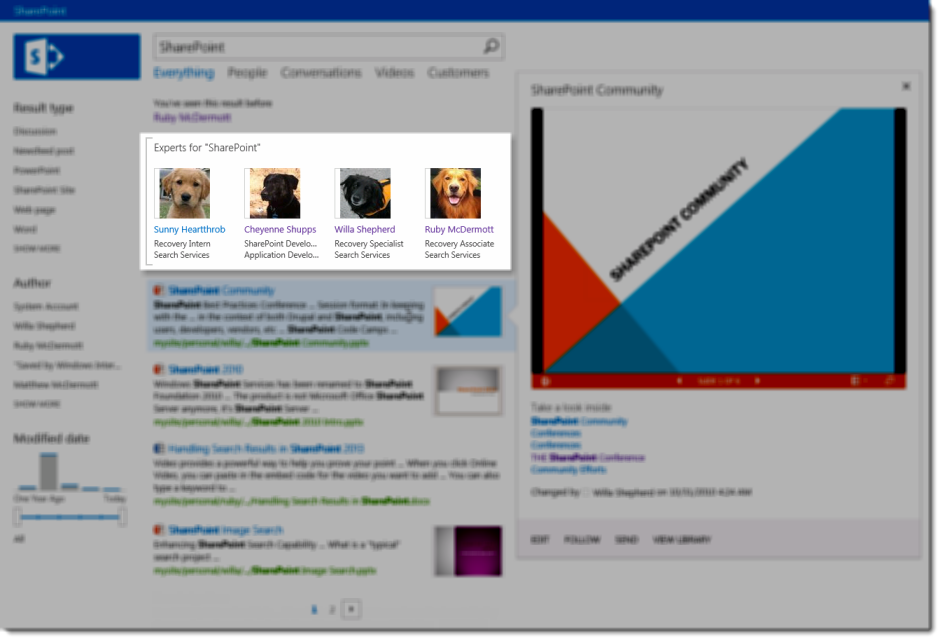 SharePoint
SharePoint
Everything People Conversations Videos Customers
You've seen this result before
Ruby McDermott
Result type
Discussion
Newsfeed post
PowerPoint
SharePoint Site
Web page
Word
SHOW MORE
Author
System Account
Willa Shepherd
Ruby McDermott
"Saved by Windows Inter...
Matthew McDermott
SHOW MORE
Modified date
One Year Ago Today
All
Experts for "SharePoint"
Sunny Heartthrob Cheyenne Shupps Willa Shepherd Ruby McDermott
Recovery Intern SharePoint Develo... Recovery Specialist Recovery Associate
Search Services Application Develo... Search Services Search Services
SharePoint Community
SharePoint Best Practices Conference ... Session format in keeping
with the ... in the context of both Drupal and SharePoint, including
users, developers, vendors, etc ... SharePoint Code Camps ...
mysite/personal/willa/.../SharePoint Community.pptx
SharePoint 2010
Windows SharePoint Services has been renamed to SharePoint
Foundation 2010 ... The product is not Microsoft Office SharePoint
Server anymore, it's SharePoint Server ...
mysite/personal/willa/.../SharePoint 2010 Intro.pptx
Handling Search Results in SharePoint 2013
Video provides a powerful way to help you prove your point ... When you click Online
Video, you can paste in the embed code for the video you want to add ... You can also
type a keyword to ...
mysite/personal/ruby/.../Handling Search Results in SharePoint.docx
SharePoint Image Search
Enhancing SharePoint Search Capability ... What is a "typical"
search project ...
mysite/personal/willa/.../SharePoint Image Search.pptx
1 2
SharePoint Community
SHAREPOINT COMMUNITY
SLIDE 1 OF 6
Take a look inside
SharePoint Community
Conferences
Conferences
THE SharePoint Conference
Community Efforts
Changed by Willa Shepherd on 10/31/2010 4:24 AM
EDIT FOLLOW SEND VIEW LIBRARY